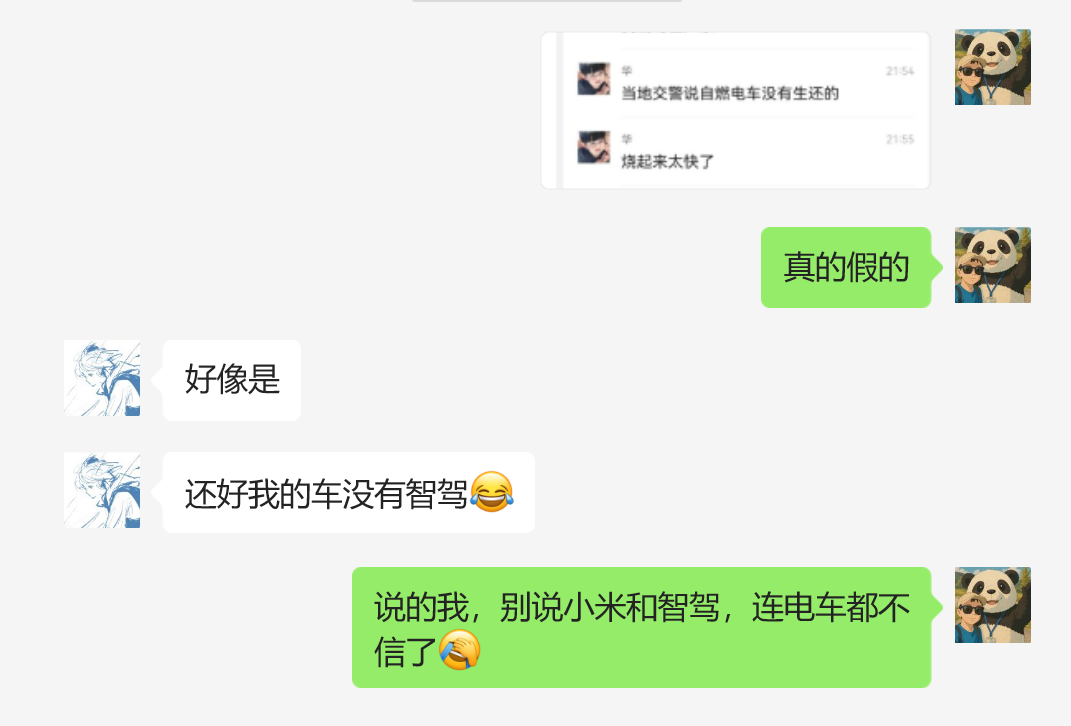 华
21:54
当地交警说自燃电车没有生还的
华
21:55
烧起来太快了
真的假的
好像是
还好我的车没有智驾😂
说的我，别说小米和智驾，连电车都不
信了🤦